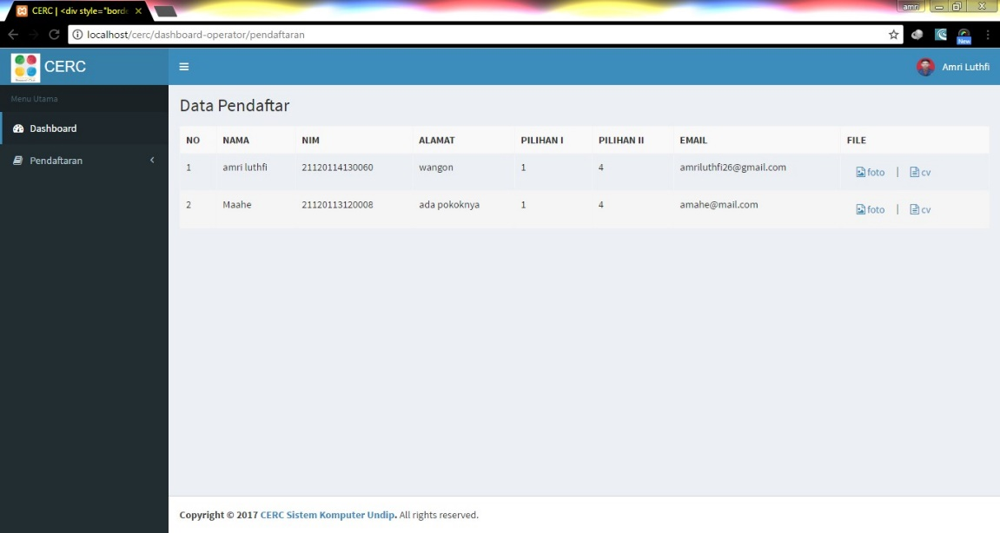 CERC | <div style="bord
amri
localhost/cerc/dashboard-operator/pendaftaran
New
CERC
Amri Luthfi
Menu Utama
Dashboard
Pendaftaran
Data Pendaftar
NO NAMA NIM ALAMAT PILIHAN I PILIHAN II EMAIL FILE
1 amri luthfi 21120114130060 wangon 1 4 amriluthfi26@gmail.com foto | cv
2 Maahe 21120113120008 ada pokoknya 1 4 amahe@mail.com foto | cv
Copyright © 2017 CERC Sistem Komputer Undip. All rights reserved.